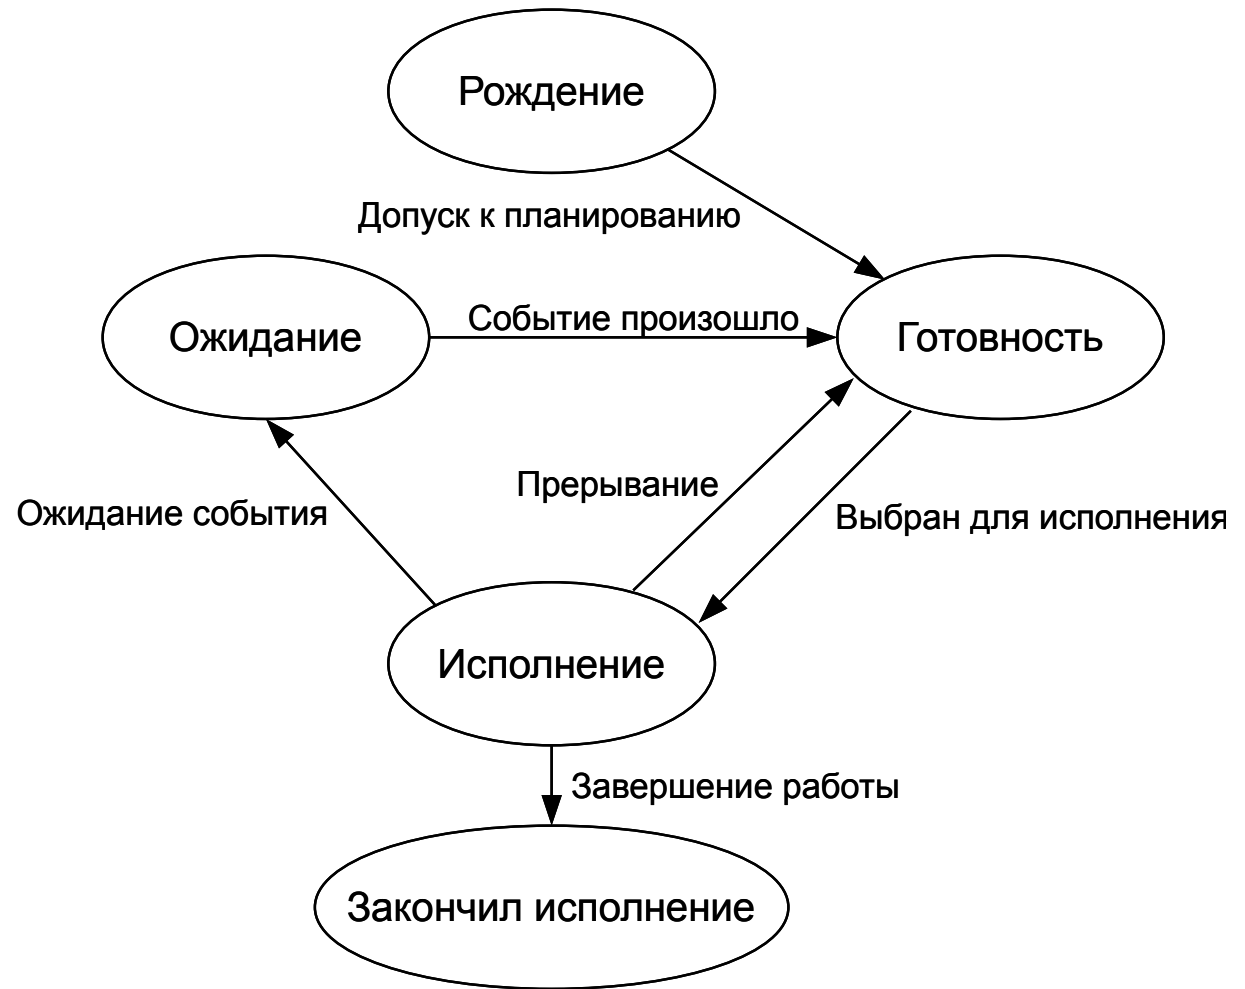 Рождение
Допуск к планированию
Ожидание
Событие произошло
Готовность
Прерывание
Ожидание события
Выбран для исполнения
Исполнение
Завершение работы
Закончил исполнение